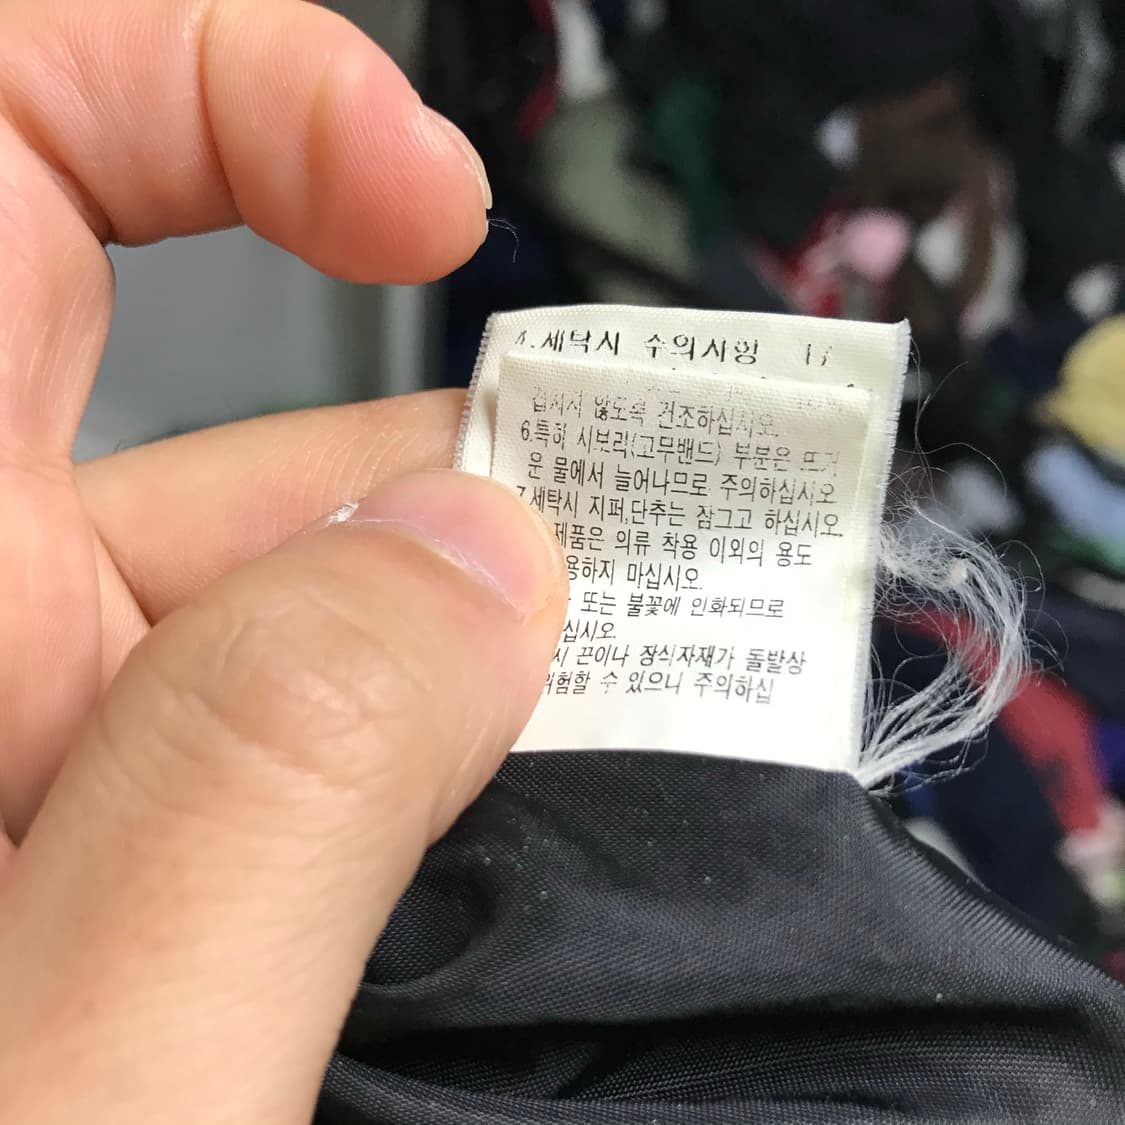 세탁시 수의사항
않도록 건조하십시오.
6.특히 시보리(고무밴드) 부분은 뜨거
운 물에서 늘어나므로 주의하십시오
7.세탁시 지퍼,단추는 잠그고 하십시오.
제품은 의류 착용 이외의 용도
용하지 마십시오.
또는 불꽃에 인화되므로
십시오.
시 끈이나 장식자재가 돌발상
위험할 수 있으니 주의하십